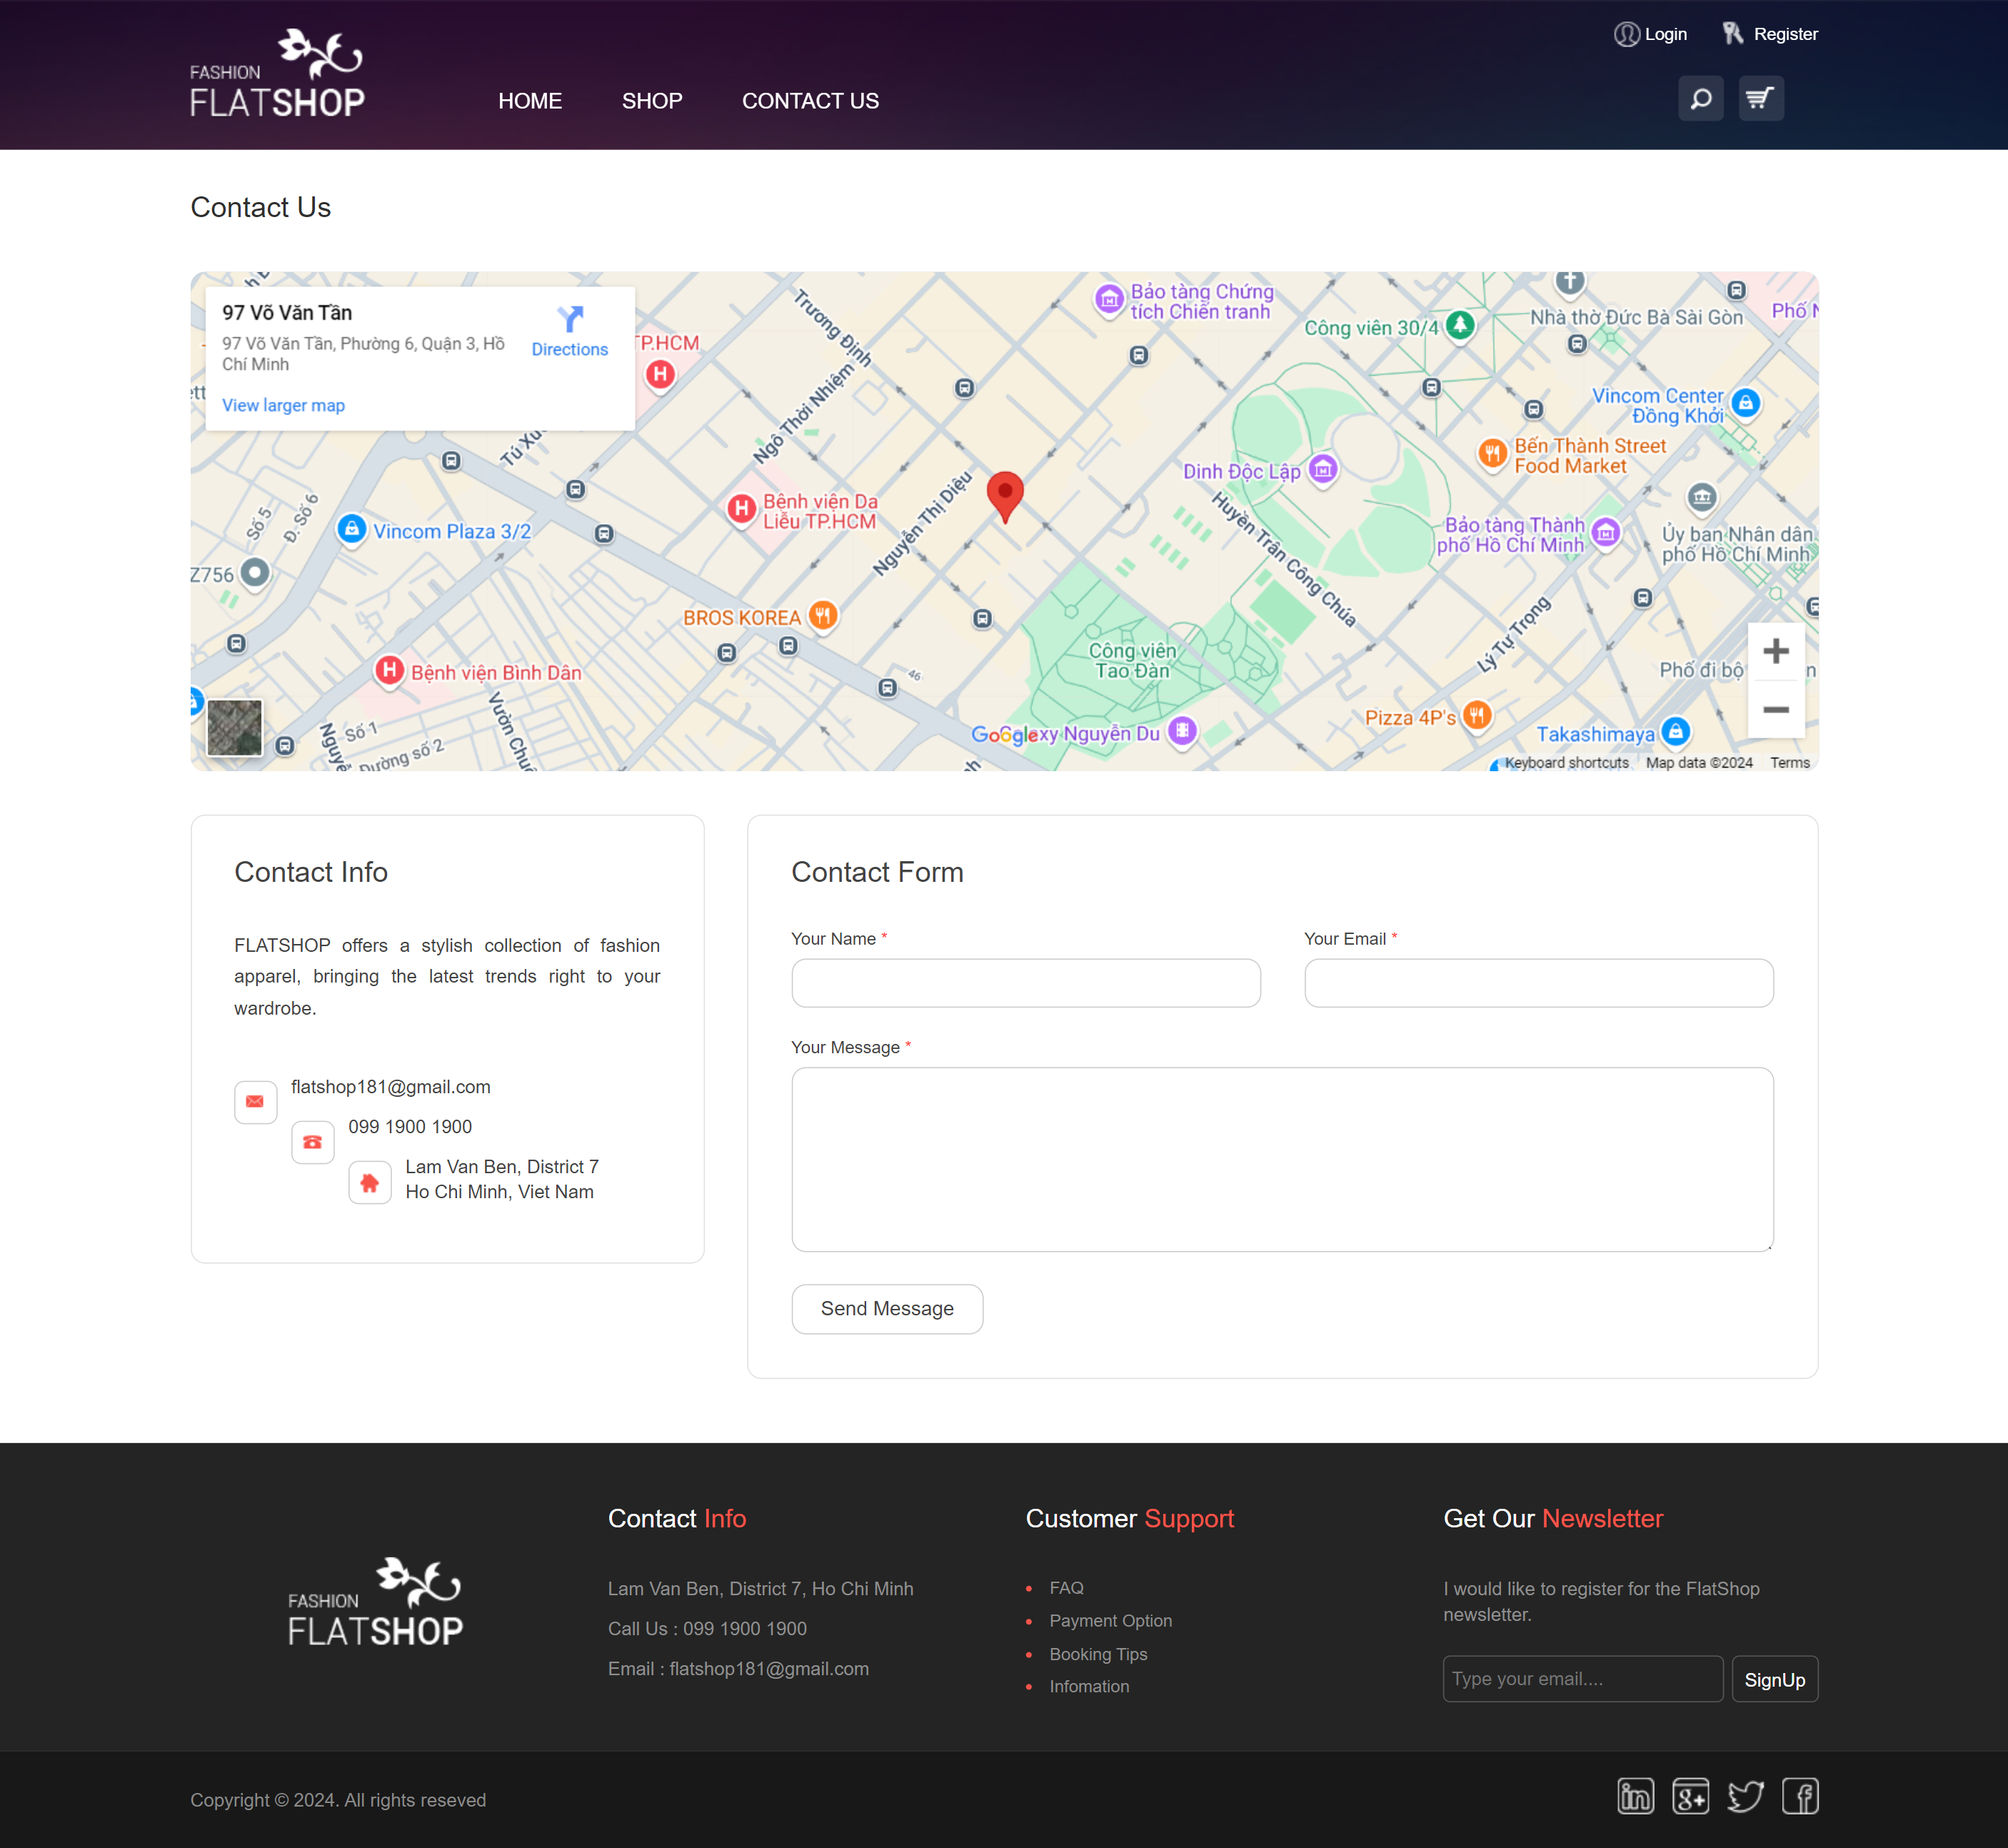 Login
Register
FASHION
FLATSHOP
HOME
SHOP
CONTACT US
Contact Us
97 Võ Văn Tần
97 Võ Văn Tần, Phường 6, Quận 3, Hồ
Chí Minh
Directions
View larger map
TP.HCM
Trương Định
Ngô Thời Nhiệm
Bảo tàng Chứng
tích Chiến tranh
Công viên 30/4
Nhà thờ Đức Bà Sài Gòn
Vincom Center
Đồng Khởi
Bến Thành Street
Food Market
Dinh Độc Lập
Huyền Trân Công Chúa
Bệnh viện Da
Liễu TP.HCM
Nguyễn Thị Diệu
Số 5
Đ. Số 6
Vincom Plaza 3/2
Z756
Bảo tàng Thành
phố Hồ Chí Minh
Ủy ban Nhân dân
phố Hồ Chí Minh
BROS KOREA
Công viên
Tao Đàn
Lý Tự Trọng
Phố đi bộ
Bệnh viện Bình Dân
46
Số 1
Đường số 2
Google
xy Nguyễn Du
Pizza 4P's
Takashimaya
Keyboard shortcuts
Map data ©2024
Terms
Contact Info
FLATSHOP offers a stylish collection of fashion
apparel, bringing the latest trends right to your
wardrobe.
flatshop181@gmail.com
099 1900 1900
Lam Van Ben, District 7
Ho Chi Minh, Viet Nam
Contact Form
Your Name *
Your Email *
Your Message *
Send Message
FASHION
FLATSHOP
Contact Info
Lam Van Ben, District 7, Ho Chi Minh
Call Us : 099 1900 1900
Email : flatshop181@gmail.com
Customer Support
FAQ
Payment Option
Booking Tips
Infomation
Get Our Newsletter
I would like to register for the FlatShop
newsletter.
Type your email....
SignUp
Copyright © 2024. All rights reseved